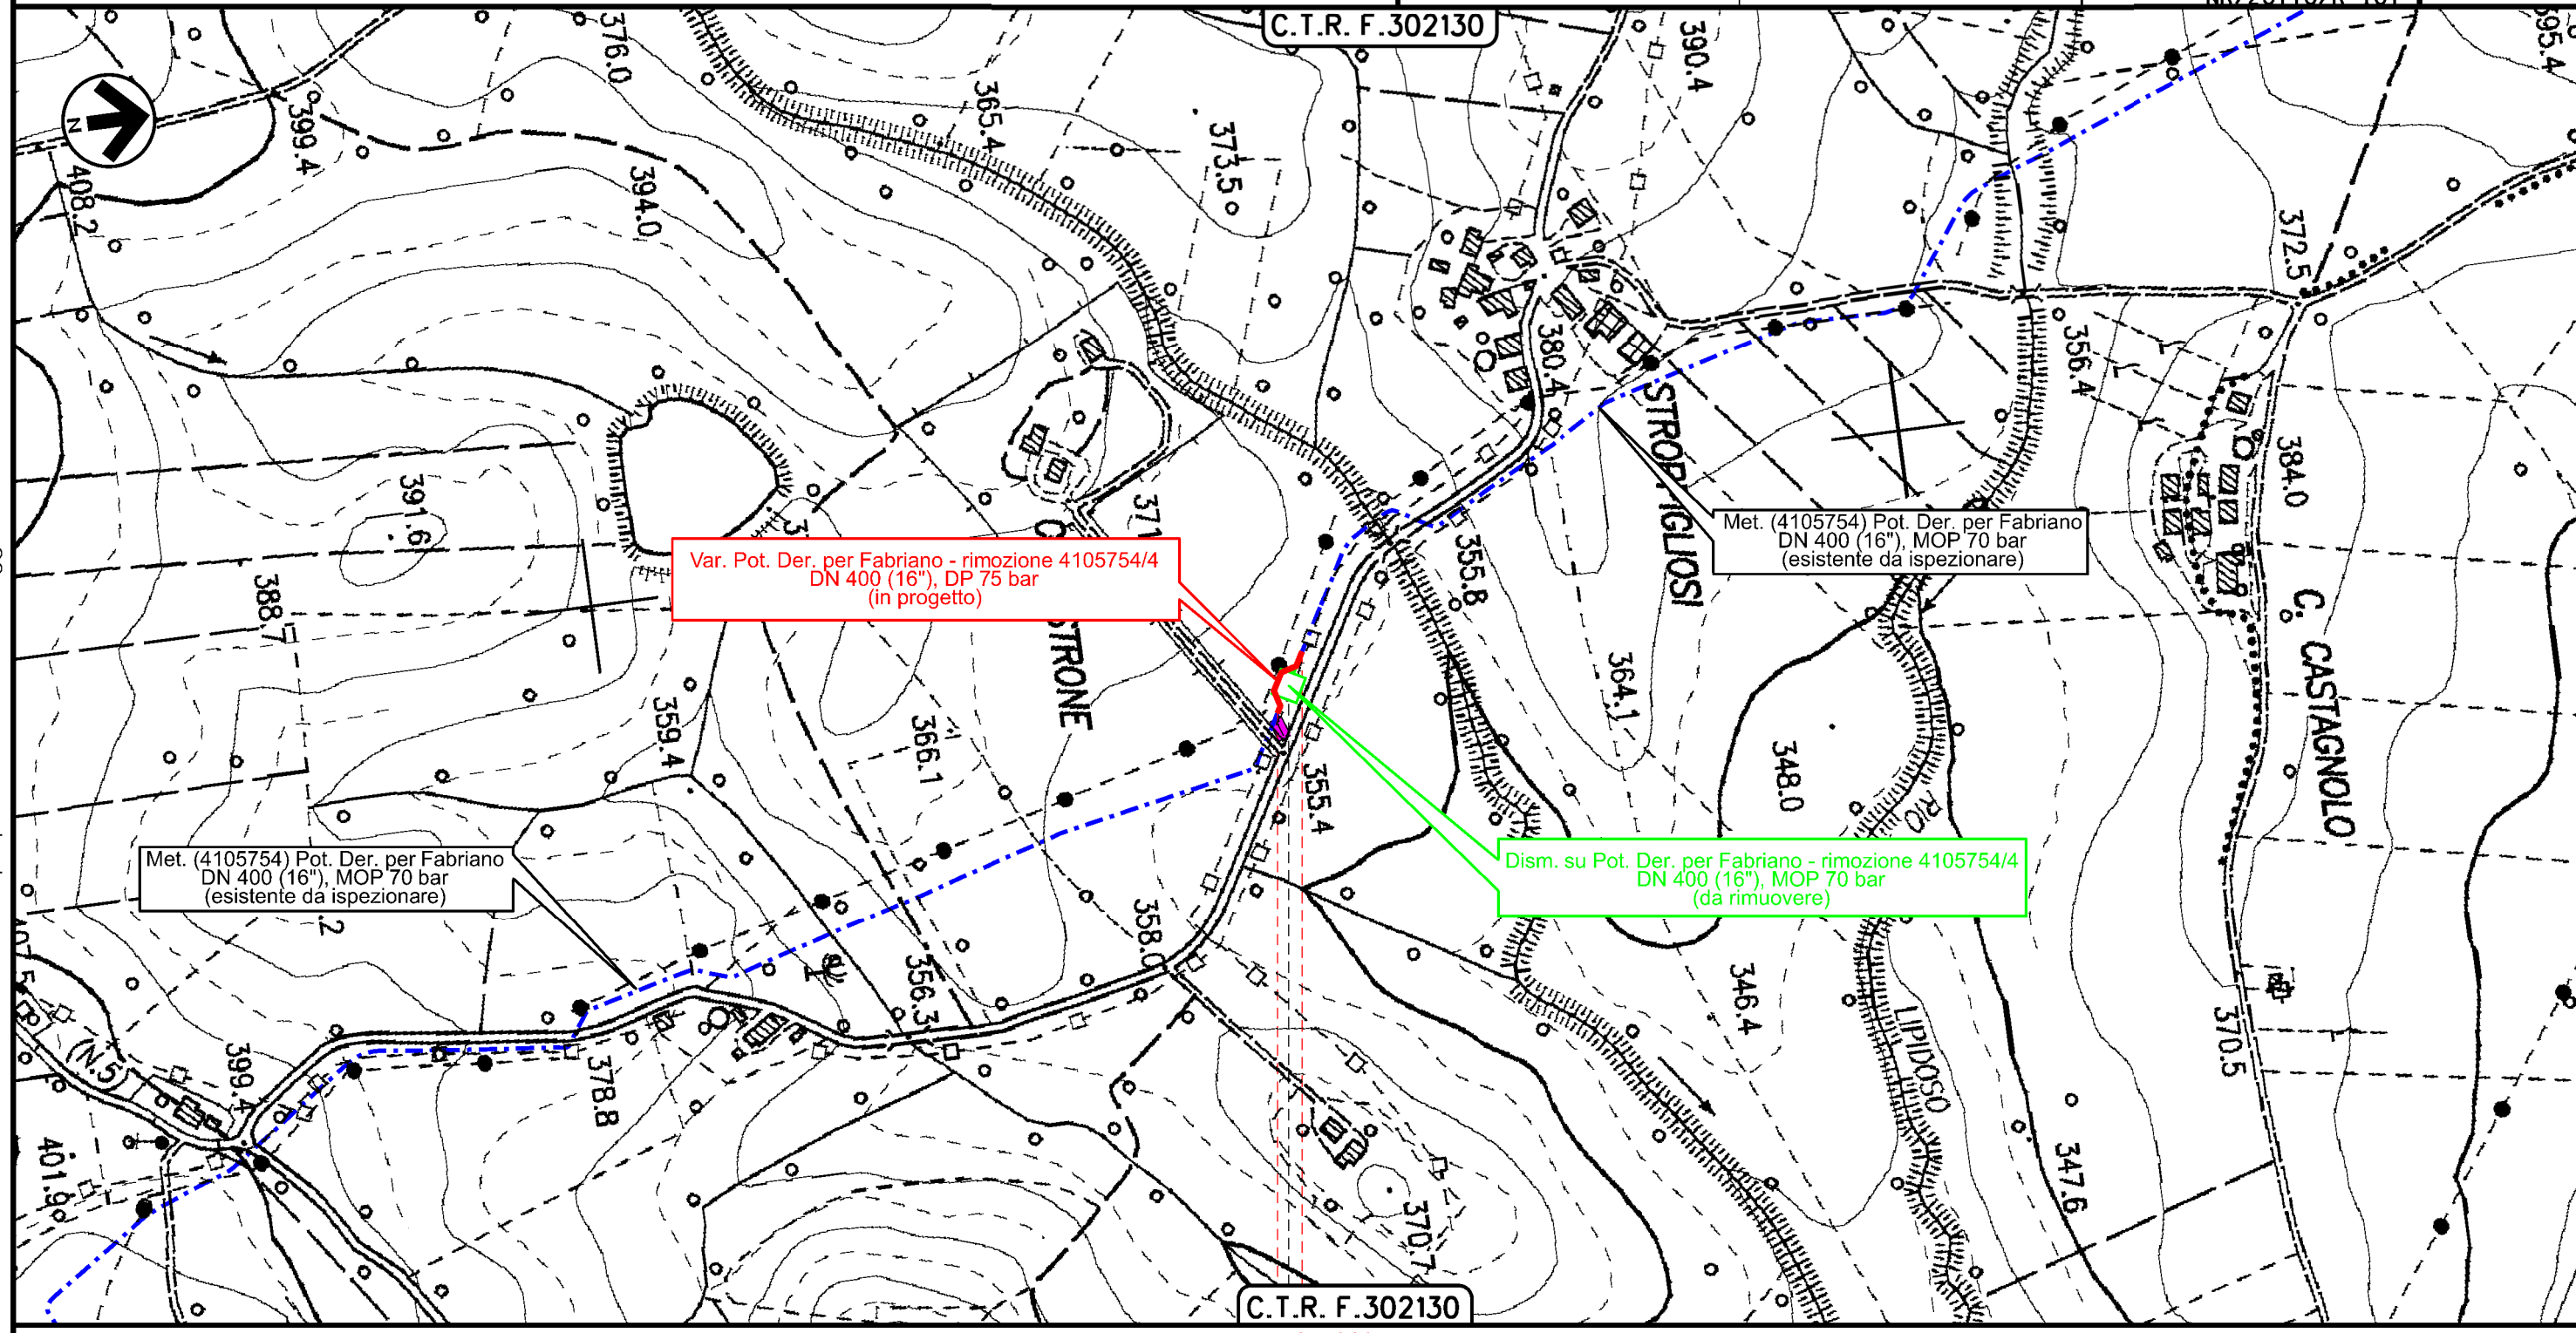 C.T.R. F.302130
N
376.0
390.4
399.4
365.4
373.5
408.2
394.0
372.5
380.4
356.4
391.6
384.0
371
355.8
388.7
Met. (4105754) Pot. Der. per Fabriano
DN 400 (16"), MOP 70 bar
(esistente da ispezionare)
Var. Pot. Der. per Fabriano - rimozione 4105754/4
DN 400 (16"), DP 75 bar
(in progetto)
C. CASTAGNOLO
364.1
359.4
366.1
355.4
348.0
RIO
LIPIDOSO
Met. (4105754) Pot. Der. per Fabriano
DN 400 (16"), MOP 70 bar
(esistente da ispezionare)
Dism. su Pot. Der. per Fabriano - rimozione 4105754/4
DN 400 (16"), MOP 70 bar
(da rimuovere)
358.0
356.3
346.4
370.5
(N.5)
399.4
378.8
401.9
347.6
370.7
C.T.R. F.302130